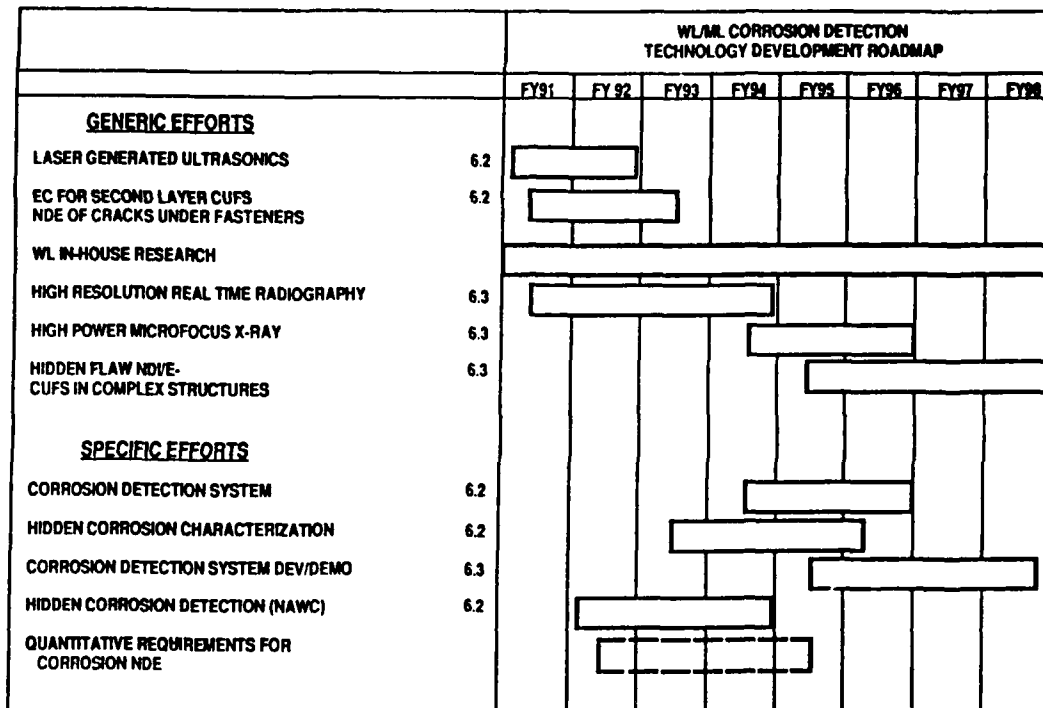 WL/ML CORROSION DETECTION
TECHNOLOGY DEVELOPMENT ROADMAP
FY91 FY 92 FY93 FY94 FY95 FY96 FY97 FY98
GENERIC EFFORTS
LASER GENERATED ULTRASONICS 6.2
EC FOR SECOND LAYER CUFS 6.2
NDE OF CRACKS UNDER FASTENERS
WL IN-HOUSE RESEARCH
HIGH RESOLUTION REAL TIME RADIOGRAPHY 6.3
HIGH POWER MICROFOCUS X-RAY 6.3
HIDDEN FLAW NDI/E- 6.3
CUFS IN COMPLEX STRUCTURES
SPECIFIC EFFORTS
CORROSION DETECTION SYSTEM 6.2
HIDDEN CORROSION CHARACTERIZATION 6.2
CORROSION DETECTION SYSTEM DEV/DEMO 6.3
HIDDEN CORROSION DETECTION (NAWC) 6.2
QUANTITATIVE REQUIREMENTS FOR
CORROSION NDE